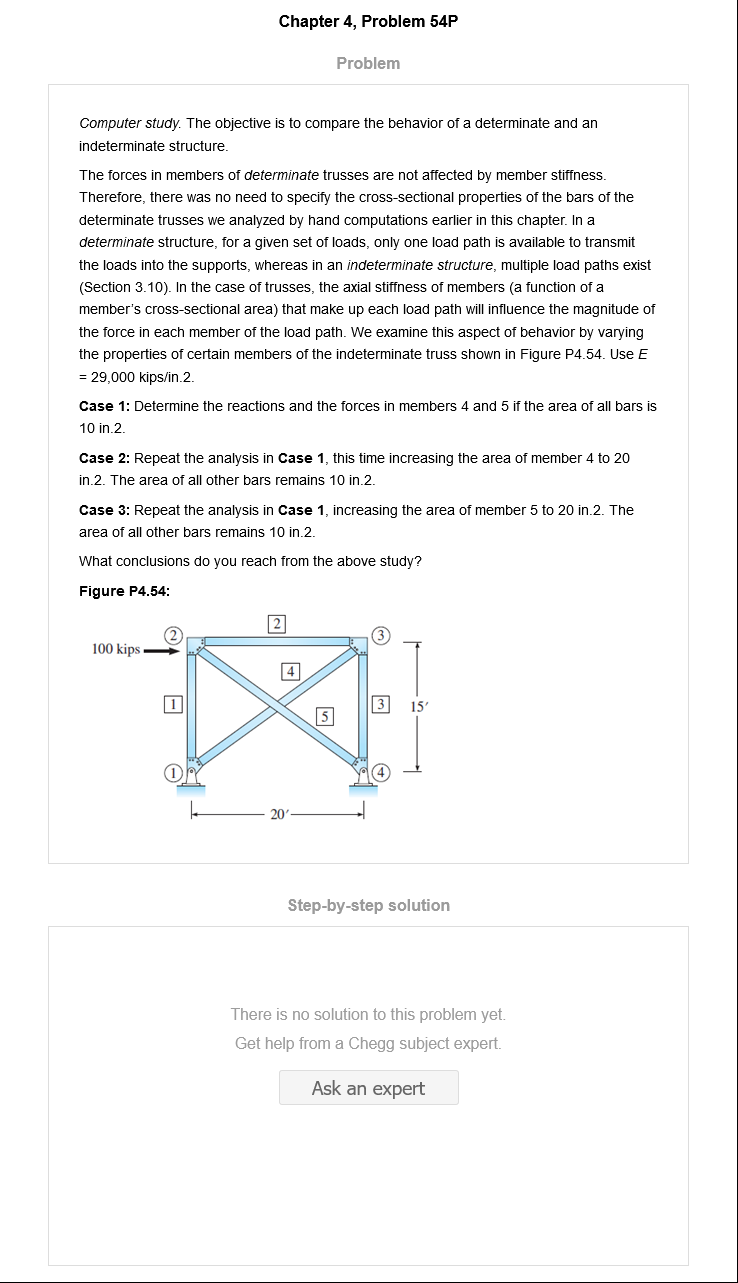 Chapter 4, Problem 54P
Problem
Computer study. The objective is to compare the behavior of a determinate and an
indeterminate structure.
The forces in members of determinate trusses are not affected by member stiffness.
Therefore, there was no need to specify the cross-sectional properties of the bars of the
determinate trusses we analyzed by hand computations earlier in this chapter. In a
determinate structure, for a given set of loads, only one load path is available to transmit
the loads into the supports, whereas in an indeterminate structure, multiple load paths exist
(Section 3.10). In the case of trusses, the axial stiffness of members (a function of a
member's cross-sectional area) that make up each load path will influence the magnitude of
the force in each member of the load path. We examine this aspect of behavior by varying
the properties of certain members of the indeterminate truss shown in Figure P4.54. Use E
= 29,000 kips/in.2.
Case 1: Determine the reactions and the forces in members 4 and 5 if the area of all bars is
10 in.2.
Case 2: Repeat the analysis in Case 1, this time increasing the area of member 4 to 20
in.2. The area of all other bars remains 10 in.2.
Case 3: Repeat the analysis in Case 1, increasing the area of member 5 to 20 in.2. The
area of all other bars remains 10 in.2.
What conclusions do you reach from the above study?
Figure P4.54:
2
2
3
100 kips
4
1
5
3
15′
1
4
20′
Step-by-step solution
There is no solution to this problem yet.
Get help from a Chegg subject expert.
Ask an expert